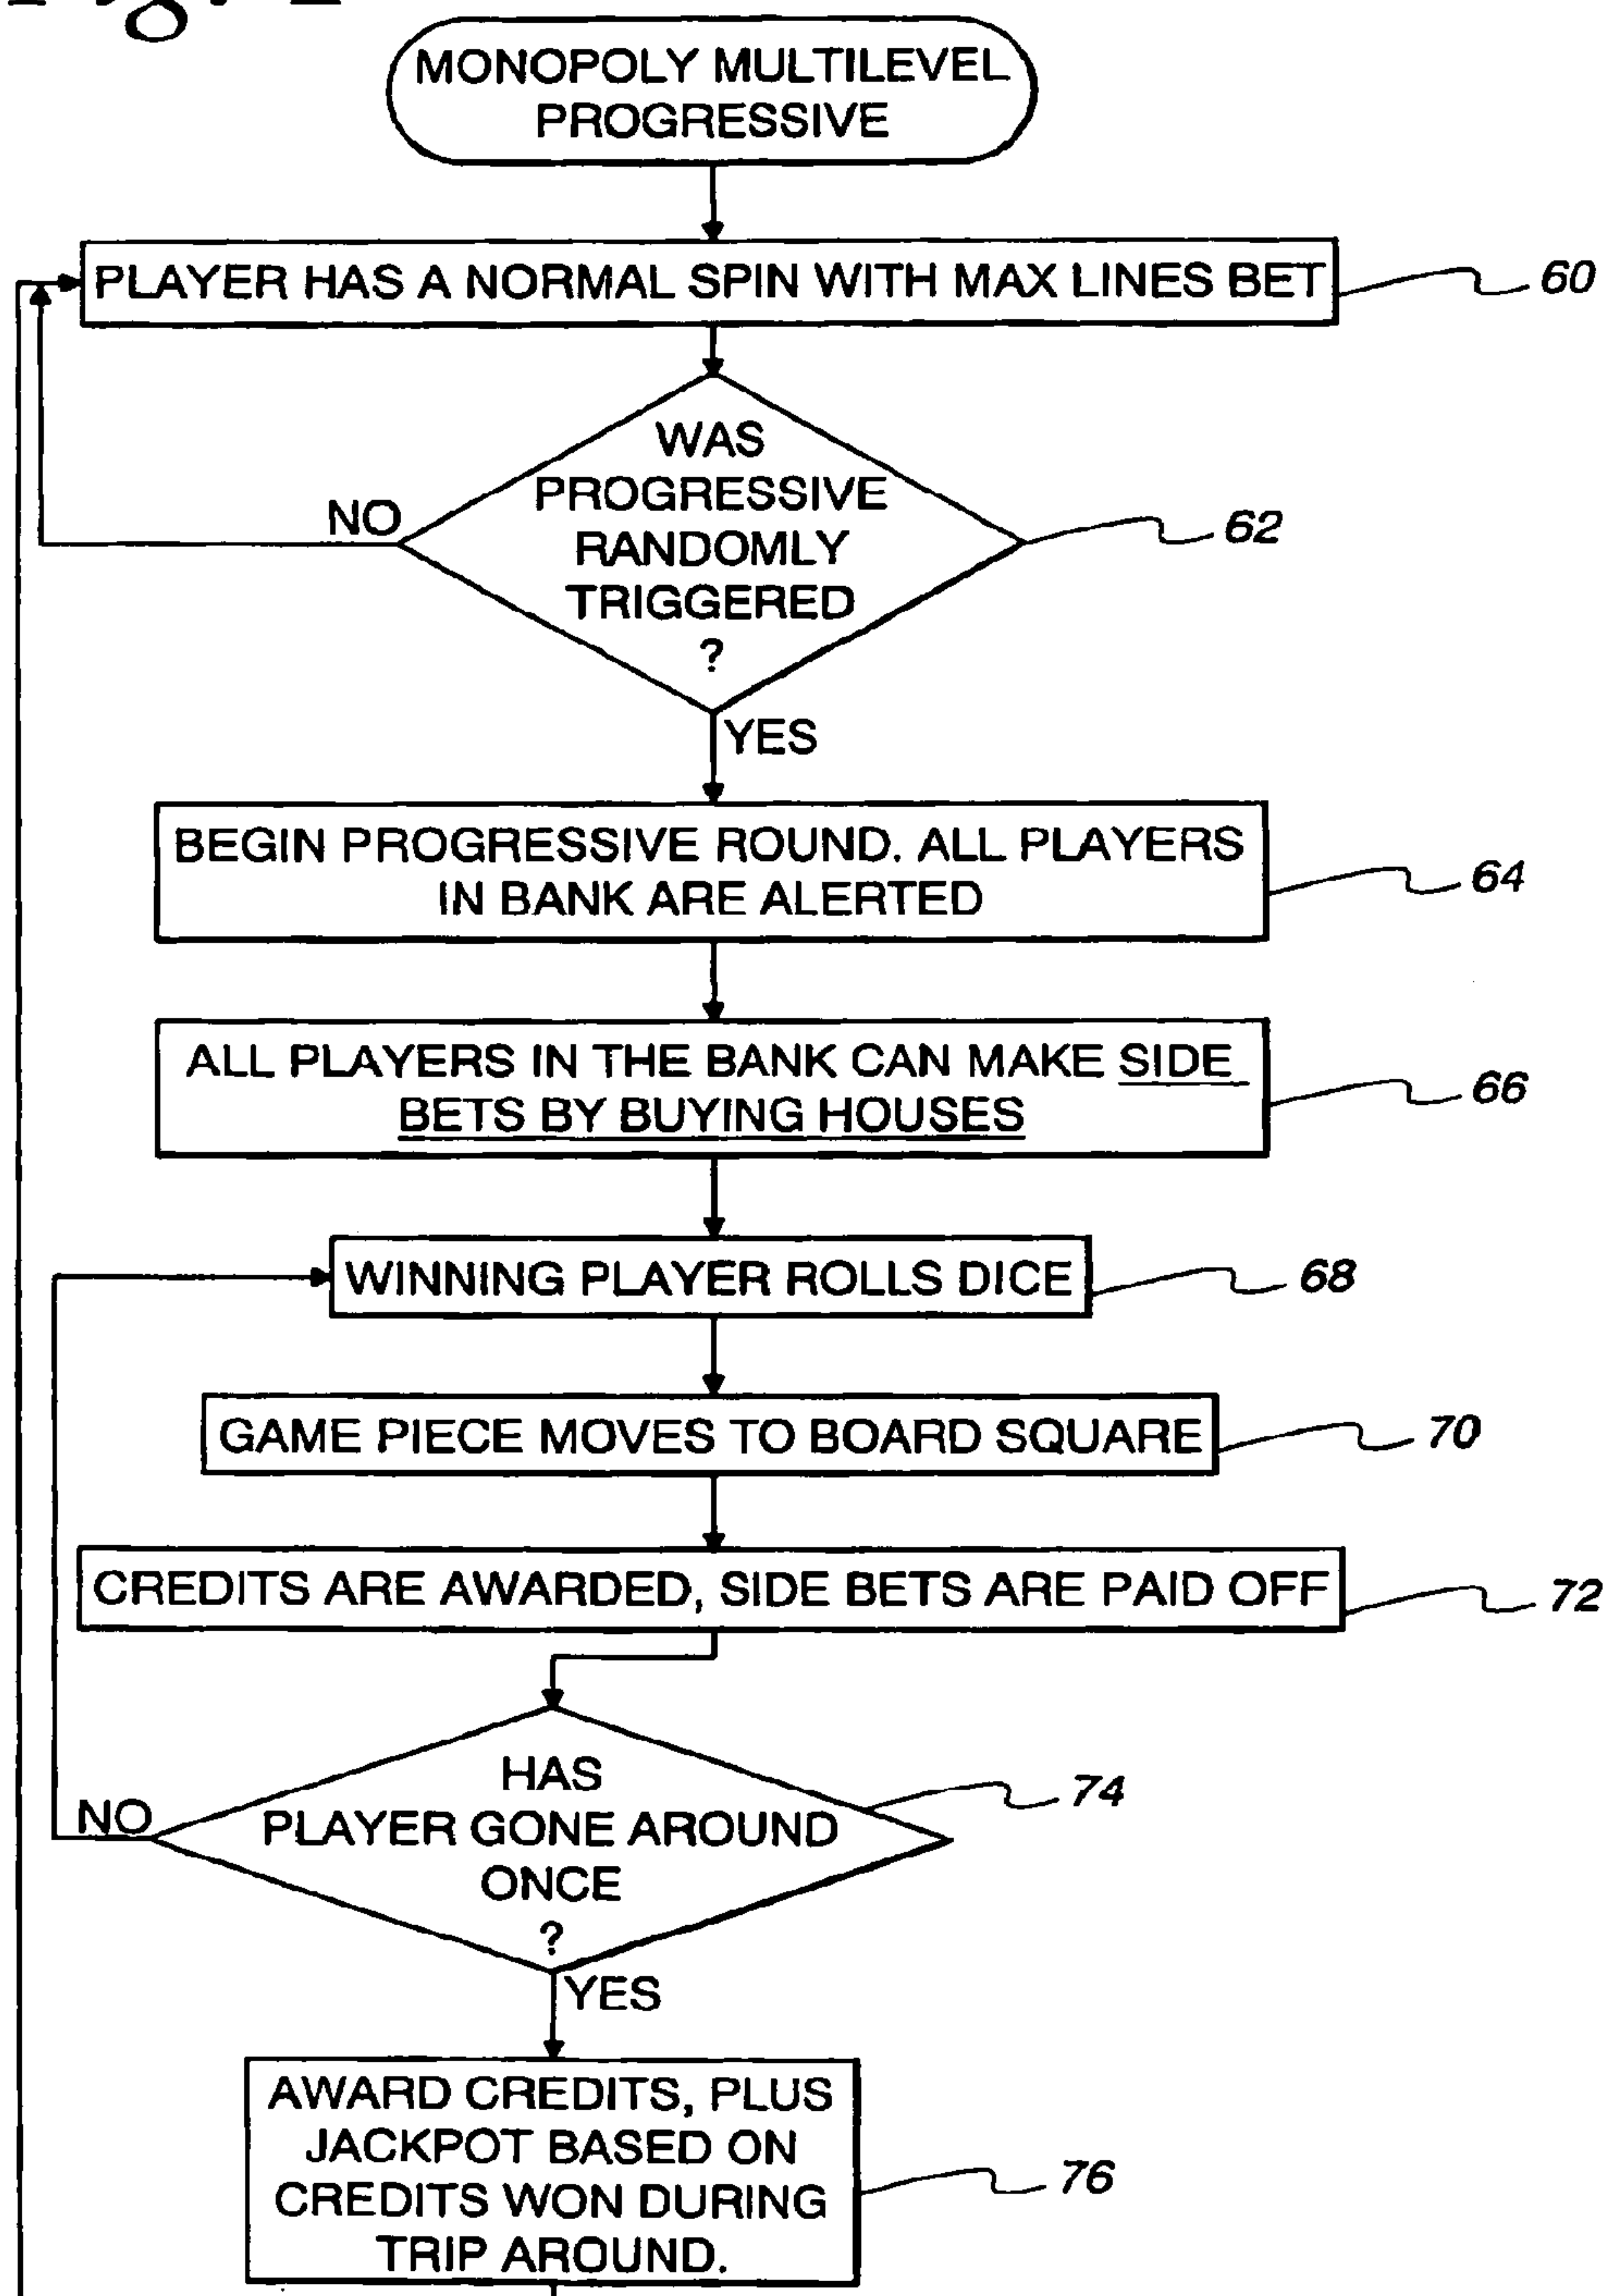 MONOPOLY MULTILEVEL
PROGRESSIVE
PLAYER HAS A NORMAL SPIN WITH MAX LINES BET
60
WAS
PROGRESSIVE
RANDOMLY
TRIGGERED
?
NO
62
YES
BEGIN PROGRESSIVE ROUND. ALL PLAYERS
IN BANK ARE ALERTED
64
ALL PLAYERS IN THE BANK CAN MAKE SIDE
BETS BY BUYING HOUSES
66
WINNING PLAYER ROLLS DICE
68
GAME PIECE MOVES TO BOARD SQUARE
70
CREDITS ARE AWARDED, SIDE BETS ARE PAID OFF
72
HAS
PLAYER GONE AROUND
ONCE
?
NO
74
YES
AWARD CREDITS, PLUS
JACKPOT BASED ON
CREDITS WON DURING
TRIP AROUND.
76